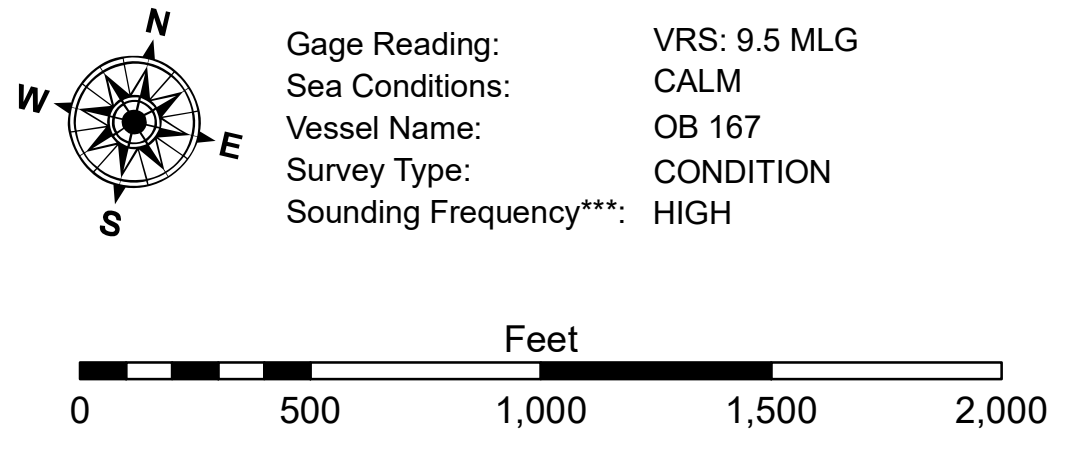 N
W
E
S
Gage Reading: VRS: 9.5 MLG
Sea Conditions: CALM
Vessel Name: OB 167
Survey Type: CONDITION
Sounding Frequency***: HIGH
Feet
0 500 1,000 1,500 2,000